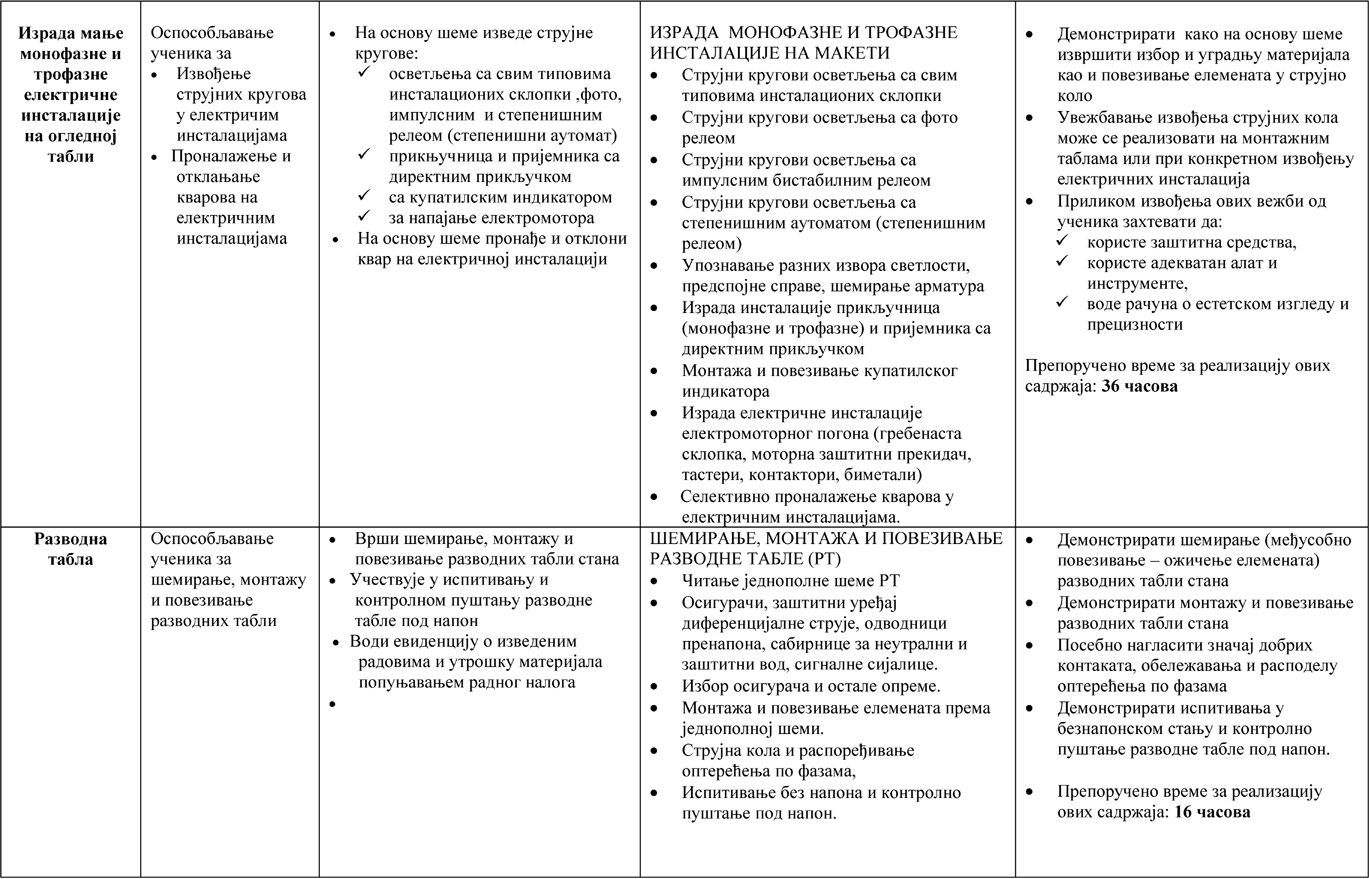 Израда мање
монофазне и
трофазне
електричне
инсталације
на огледној
табли
Оспособљавање
ученика за
• Извођење
струјних кругова
у електричим
инсталацијама
• Проналажење и
отклањање
кварова на
електричним
инсталацијама
• На основу шеме изведе струјне
кругове:
✓ осветљења са свим типовима
инсталационих склопки ,фото,
импулсним и степенишним
релеом (степенишни аутомат)
✓ прикњучница и пријемника са
директним прикључком
✓ са купатилским индикатором
✓ за напајање електромотора
• На основу шеме пронађе и отклони
квар на електричној инсталацији
ИЗРАДА МОНОФАЗНЕ И ТРОФАЗНЕ
ИНСТАЛАЦИЈЕ НА МАКЕТИ
• Струјни кругови осветљења са свим
типовима инсталационих склопки
• Струјни кругови осветљења са фото
релеом
• Струјни кругови осветљења са
импулсним бистабилним релеом
• Струјни кругови осветљења са
степенишним аутоматом (степенишним
релеом)
• Упознавање разних извора светлости,
предспојне справе, шемирање арматура
• Израда инсталације прикључница
(монофазне и трофазне) и пријемника са
директним прикључком
• Монтажа и повезивање купатилског
индикатора
• Израда електричне инсталације
електромоторног погона (гребенаста
склопка, моторна заштитни прекидач,
тастери, контактори, биметали)
• Селективно проналажење кварова у
електричним инсталацијама.
• Демонстрирати како на основу шеме
извршити избор и уградњу материјала
као и повезивање елемената у струјно
коло
• Увежбавање извођења струјних кола
може се реализовати на монтажним
таблама или при конкретном извођењу
електричних инсталација
• Приликом извођења ових вежби од
ученика захтевати да:
✓ користе заштитна средства,
✓ користе адекватан алат и
инструменте,
✓ воде рачуна о естетском изгледу и
прецизности
Препоручено време за реализацију ових
садржаја: 36 часова
Разводна
табла
Оспособљавање
ученика за
шемирање, монтажу
и повезивање
разводних табли
• Врши шемирање, монтажу и
повезивање разводних табли стана
• Учествује у испитивању и
контролном пуштању разводне
табле под напон
• Води евиденцију о изведеним
радовима и утрошку материјала
попуњавањем радног налога
•
ШЕМИРАЊЕ, МОНТАЖА И ПОВЕЗИВАЊЕ
РАЗВОДНЕ ТАБЛЕ (РТ)
• Читање једнополне шеме РТ
• Осигурачи, заштитни уређај
диференцијалне струје, одводници
пренапона, сабирнице за неутрални и
заштитни вод, сигналне сијалице.
• Избор осигурача и остале опреме.
• Монтажа и повезивање елемената према
једнополној шеми.
• Струјна кола и распоређивање
оптерећења по фазама,
• Испитивање без напона и контролно
пуштање под напон.
• Демонстрирати шемирање (међусобно
повезивање – ожичење елемената)
разводних табли стана
• Демонстрирати монтажу и повезивање
разводних табли стана
• Посебно нагласити значај добрих
контаката, обележавања и расподелу
оптерећења по фазама
• Демонстрирати испитивања у
безнапонском стању и контролно
пуштање разводне табле под напон.
• Препоручено време за реализацију
ових садржаја: 16 часова